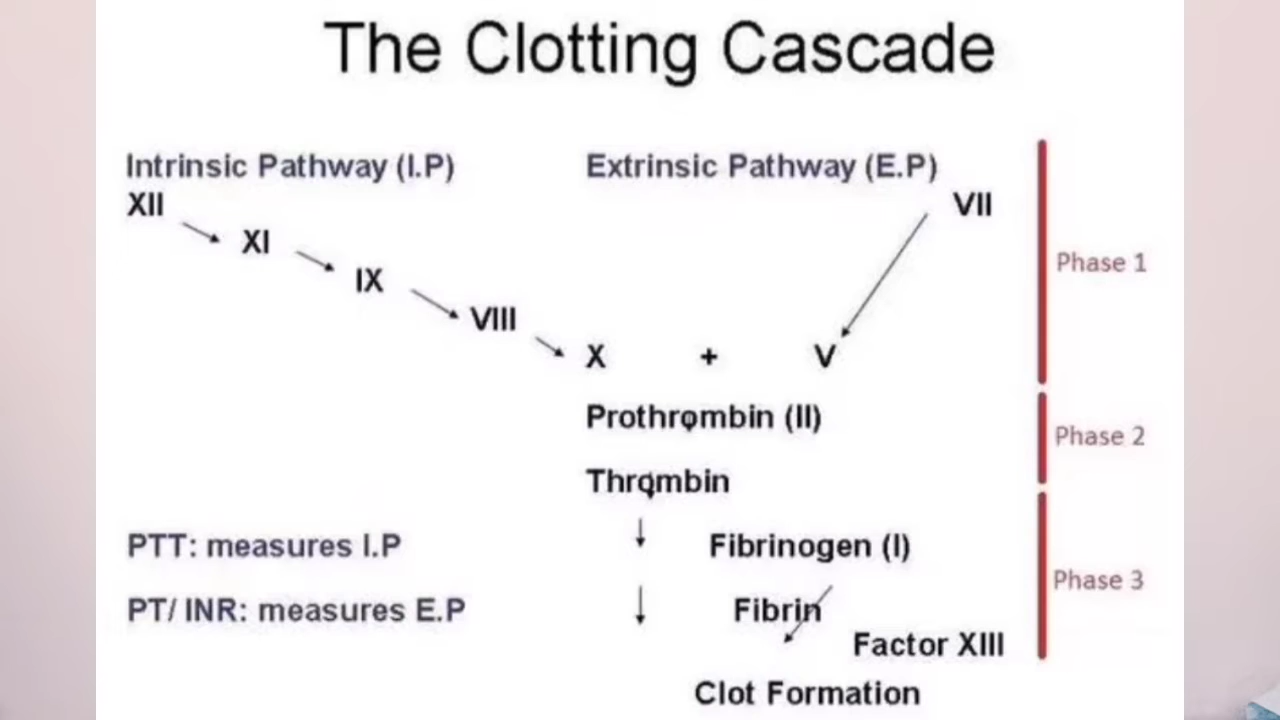 The Clotting Cascade
Intrinsic Pathway (I.P)
Extrinsic Pathway (E.P)
XII
VII
XI
Phase 1
IX
VIII
X + V
Prothrombin (II)
Phase 2
Thrombin
PTT: measures I.P
Fibrinogen (I)
Phase 3
PT/ INR: measures E.P
Fibrin
Factor XIII
Clot Formation